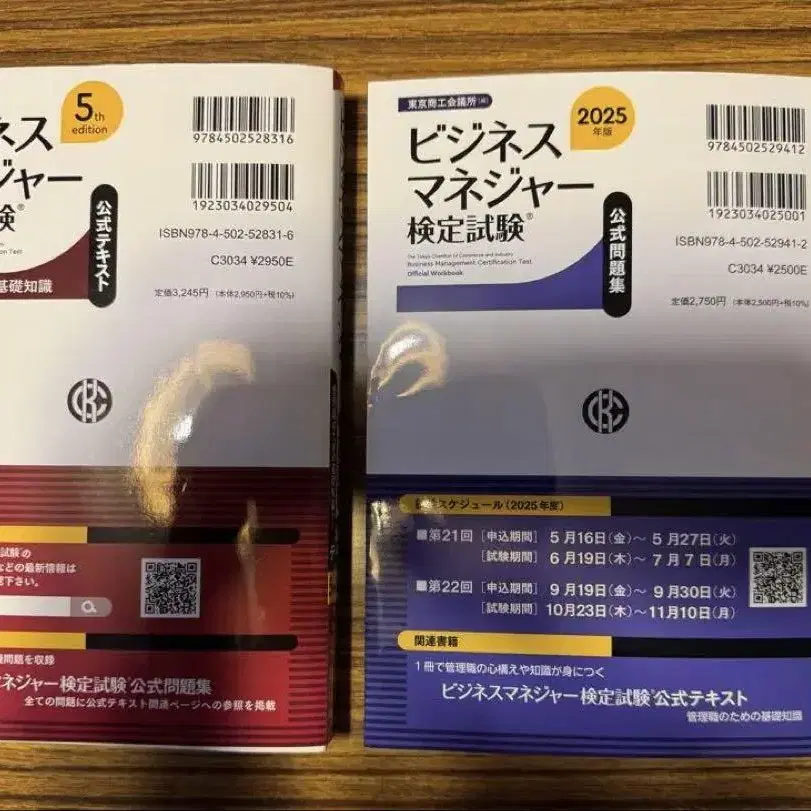 ネス
ジャー
験®
5th
edition
公式テキスト
基礎知識
9784502528316
1923034029504
ISBN978-4-502-52831-6
C3034 ¥2950E
定価3,245円 (本体2,950円+税10%)
試験®の
などの最新情報は
下さい。
問題を収録
ネジャー検定試験®公式問題集
全ての問題に公式テキスト関連ページへの参照を掲載
東京商工会議所[編]
ビジネス
マネジャー
検定試験®
The Tokyo Chamber of Commerce and Industry
Business Management Certification Test
Official Workbook
2025
年版
公式問題集
9784502529412
1923034025001
ISBN978-4-502-52941-2
C3034 ¥2500E
定価2,750円 (本体2,500円+税10%)
スケジュール(2025年度)
■第21回 [申込期間] 5月16日(金)~ 5月27日(火)
[試験期間] 6月19日(木)~ 7月7日(月)
■第22回 [申込期間] 9月19日(金)~ 9月30日(火)
[試験期間] 10月23日(木)~11月10日(月)
関連書籍
1冊で管理職の心構えや知識が身につく
ビジネスマネジャー検定試験®公式テキスト
管理職のための基礎知識